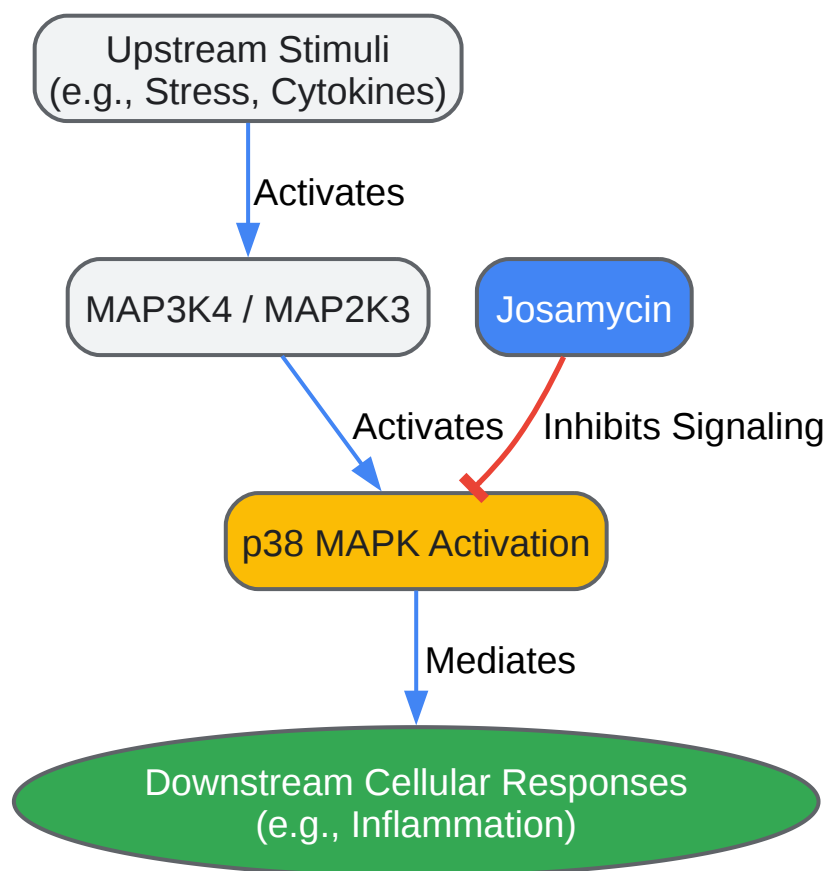 Upstream Stimuli
(e.g., Stress, Cytokines)
Activates
MAP3K4 / MAP2K3
Josamycin
Activates
Inhibits Signaling
p38 MAPK Activation
Mediates
Downstream Cellular Responses
(e.g., Inflammation)